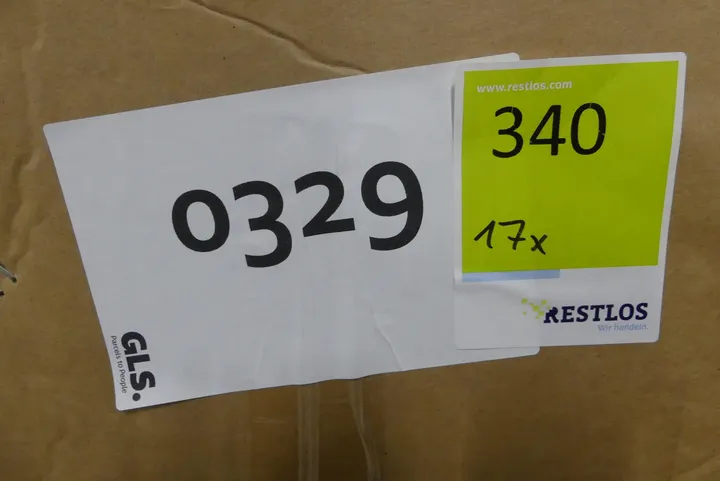 0329
GLS.
Parcels to People
www.restlos.com
340
17x
RESTLOS
Wir handeln.